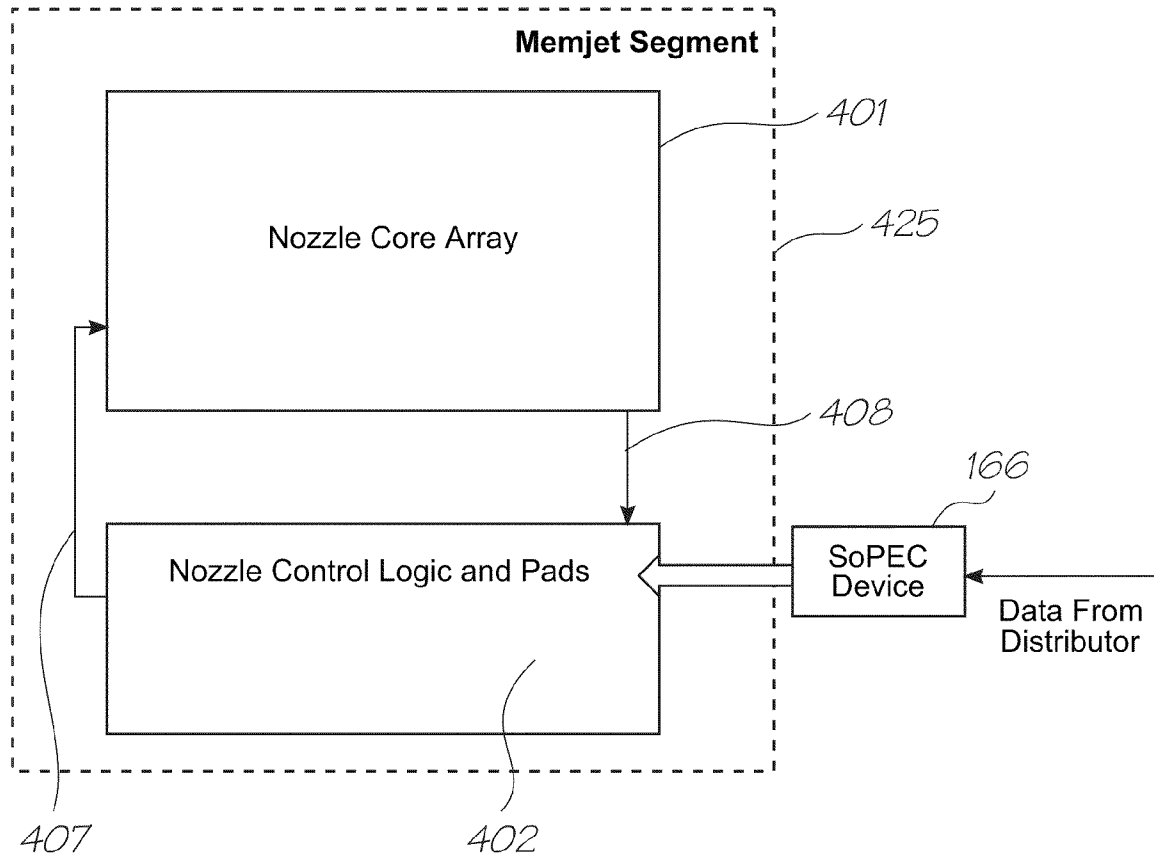 Memjet Segment
401
Nozzle Core Array
425
408
166
Nozzle Control Logic and Pads
SoPEC
Device
Data From
Distributor
407
402